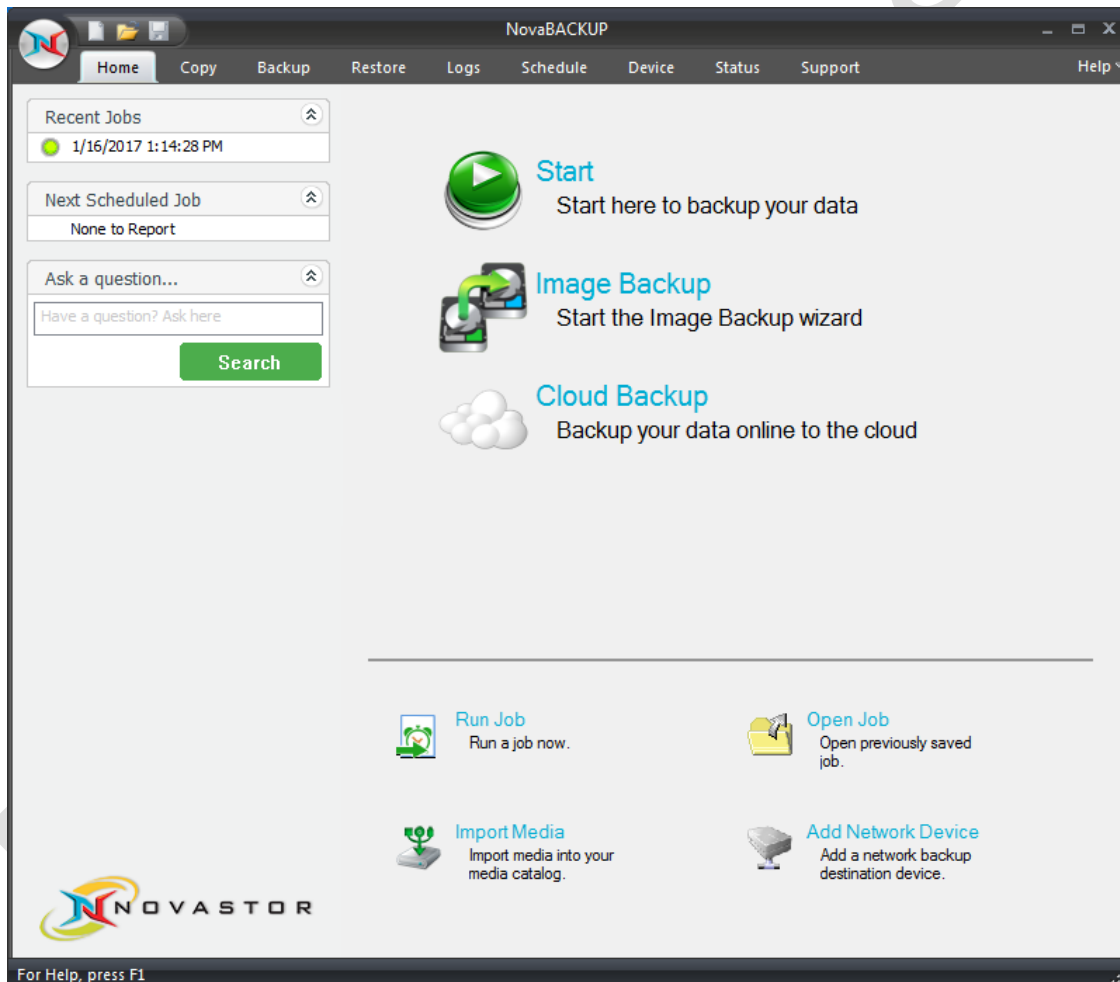 NovaBACKUP
Home Copy Backup Restore Logs Schedule Device Status Support Help
Recent Jobs
1/16/2017 1:14:28 PM
Next Scheduled Job
None to Report
Ask a question...
Have a question? Ask here
Search
Start
Start here to backup your data
Image Backup
Start the Image Backup wizard
Cloud Backup
Backup your data online to the cloud
Run Job
Run a job now.
Open Job
Open previously saved
job.
Import Media
Import media into your
media catalog.
Add Network Device
Add a network backup
destination device.
NOVASTOR
For Help, press F1